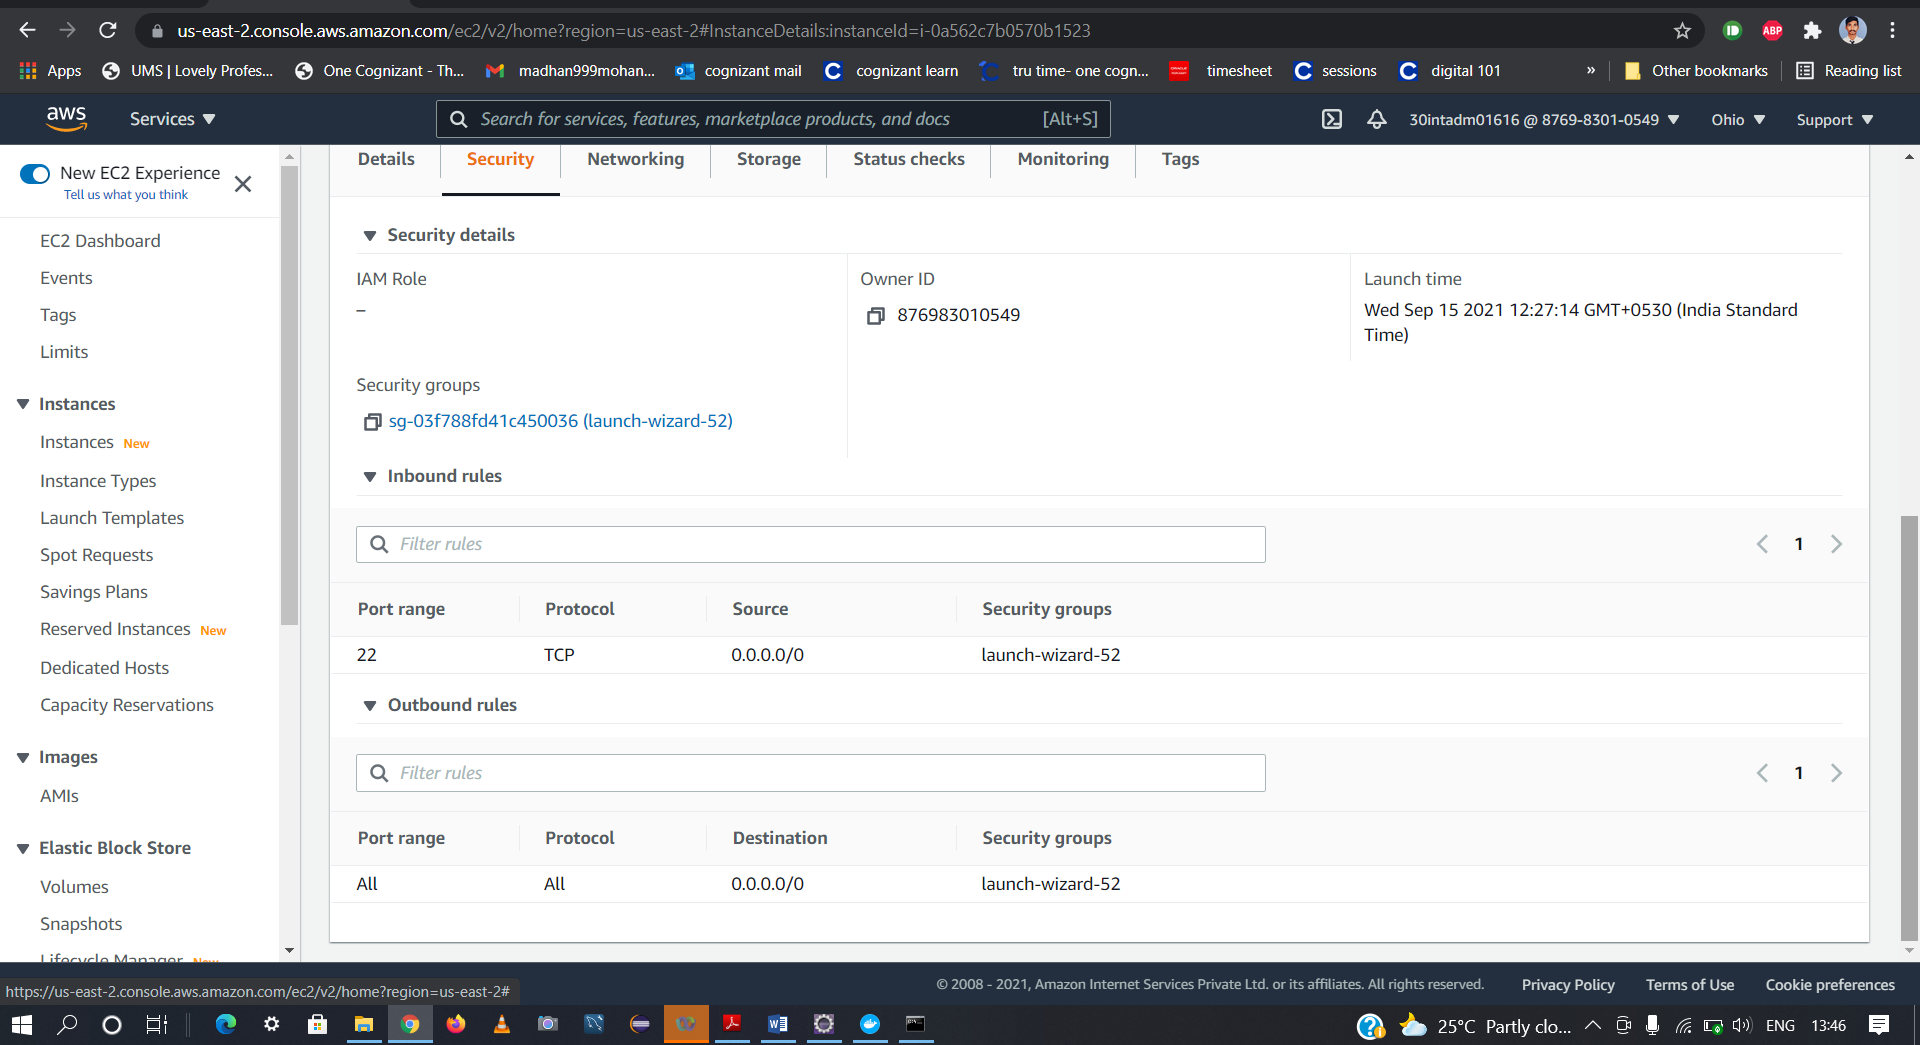 us-east-2.console.aws.amazon.com/ec2/v2/home?region=us-east-2#InstanceDetails:instanceId=i-0a562c7b0570b1523
ABP
Apps
UMS | Lovely Profes...
One Cognizant - Th...
madhan999mohan...
cognizant mail
cognizant learn
tru time- one cogn...
timesheet
sessions
digital 101
»
Other bookmarks
Reading list
aws
Services
Search for services, features, marketplace products, and docs
[Alt+S]
30intadm01616 @ 8769-8301-0549
Ohio
Support
New EC2 Experience
Tell us what you think
EC2 Dashboard
Events
Tags
Limits
Instances
Instances New
Instance Types
Launch Templates
Spot Requests
Savings Plans
Reserved Instances New
Dedicated Hosts
Capacity Reservations
Images
AMIs
Elastic Block Store
Volumes
Snapshots
Lifecycle Manager New
Details
Security
Networking
Storage
Status checks
Monitoring
Tags
Security details
IAM Role
–
Owner ID
876983010549
Launch time
Wed Sep 15 2021 12:27:14 GMT+0530 (India Standard
Time)
Security groups
sg-03f788fd41c450036 (launch-wizard-52)
Inbound rules
Filter rules
1
Port range Protocol Source Security groups
22 TCP 0.0.0.0/0 launch-wizard-52
Outbound rules
Filter rules
1
Port range Protocol Destination Security groups
All All 0.0.0.0/0 launch-wizard-52
https://us-east-2.console.aws.amazon.com/ec2/v2/home?region=us-east-2#
© 2008 - 2021, Amazon Internet Services Private Ltd. or its affiliates. All rights reserved.
Privacy Policy
Terms of Use
Cookie preferences
25°C Partly clo...
ENG
13:46